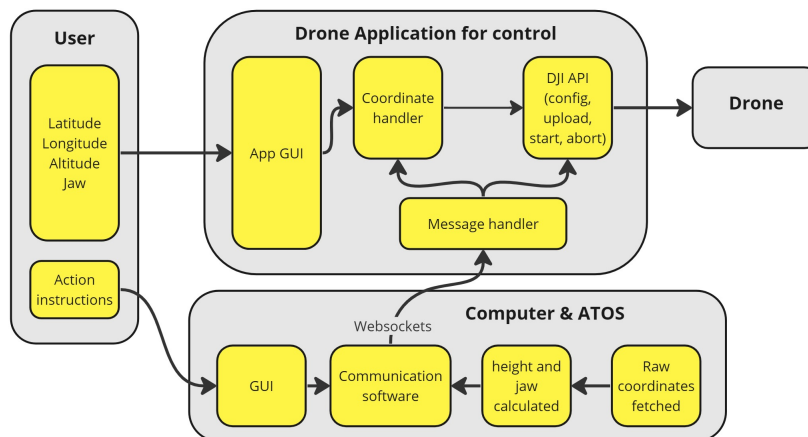 User
Latitude
Longitude
Altitude
Jaw
Action
instructions
Drone Application for control
App GUI
Coordinate
handler
DJI API
(config,
upload,
start, abort)
Message handler
Drone
Websockets
Computer & ATOS
GUI
Communication
software
height and
jaw
calculated
Raw
coordinates
fetched